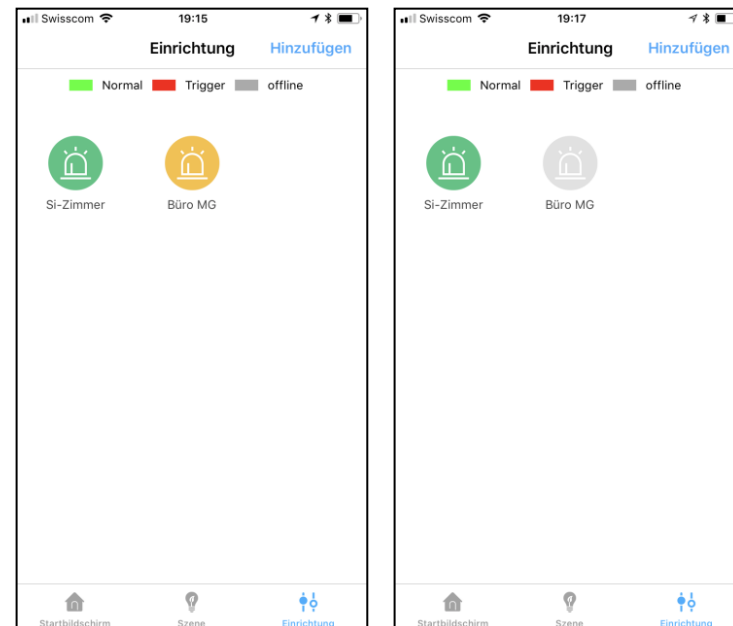 Swisscom 19:15
Einrichtung Hinzufügen
Normal Trigger offline
Si-Zimmer Büro MG
Startbildschirm Szene Einrichtung
Swisscom 19:17
Einrichtung Hinzufügen
Normal Trigger offline
Si-Zimmer Büro MG
Startbildschirm Szene Einrichtung